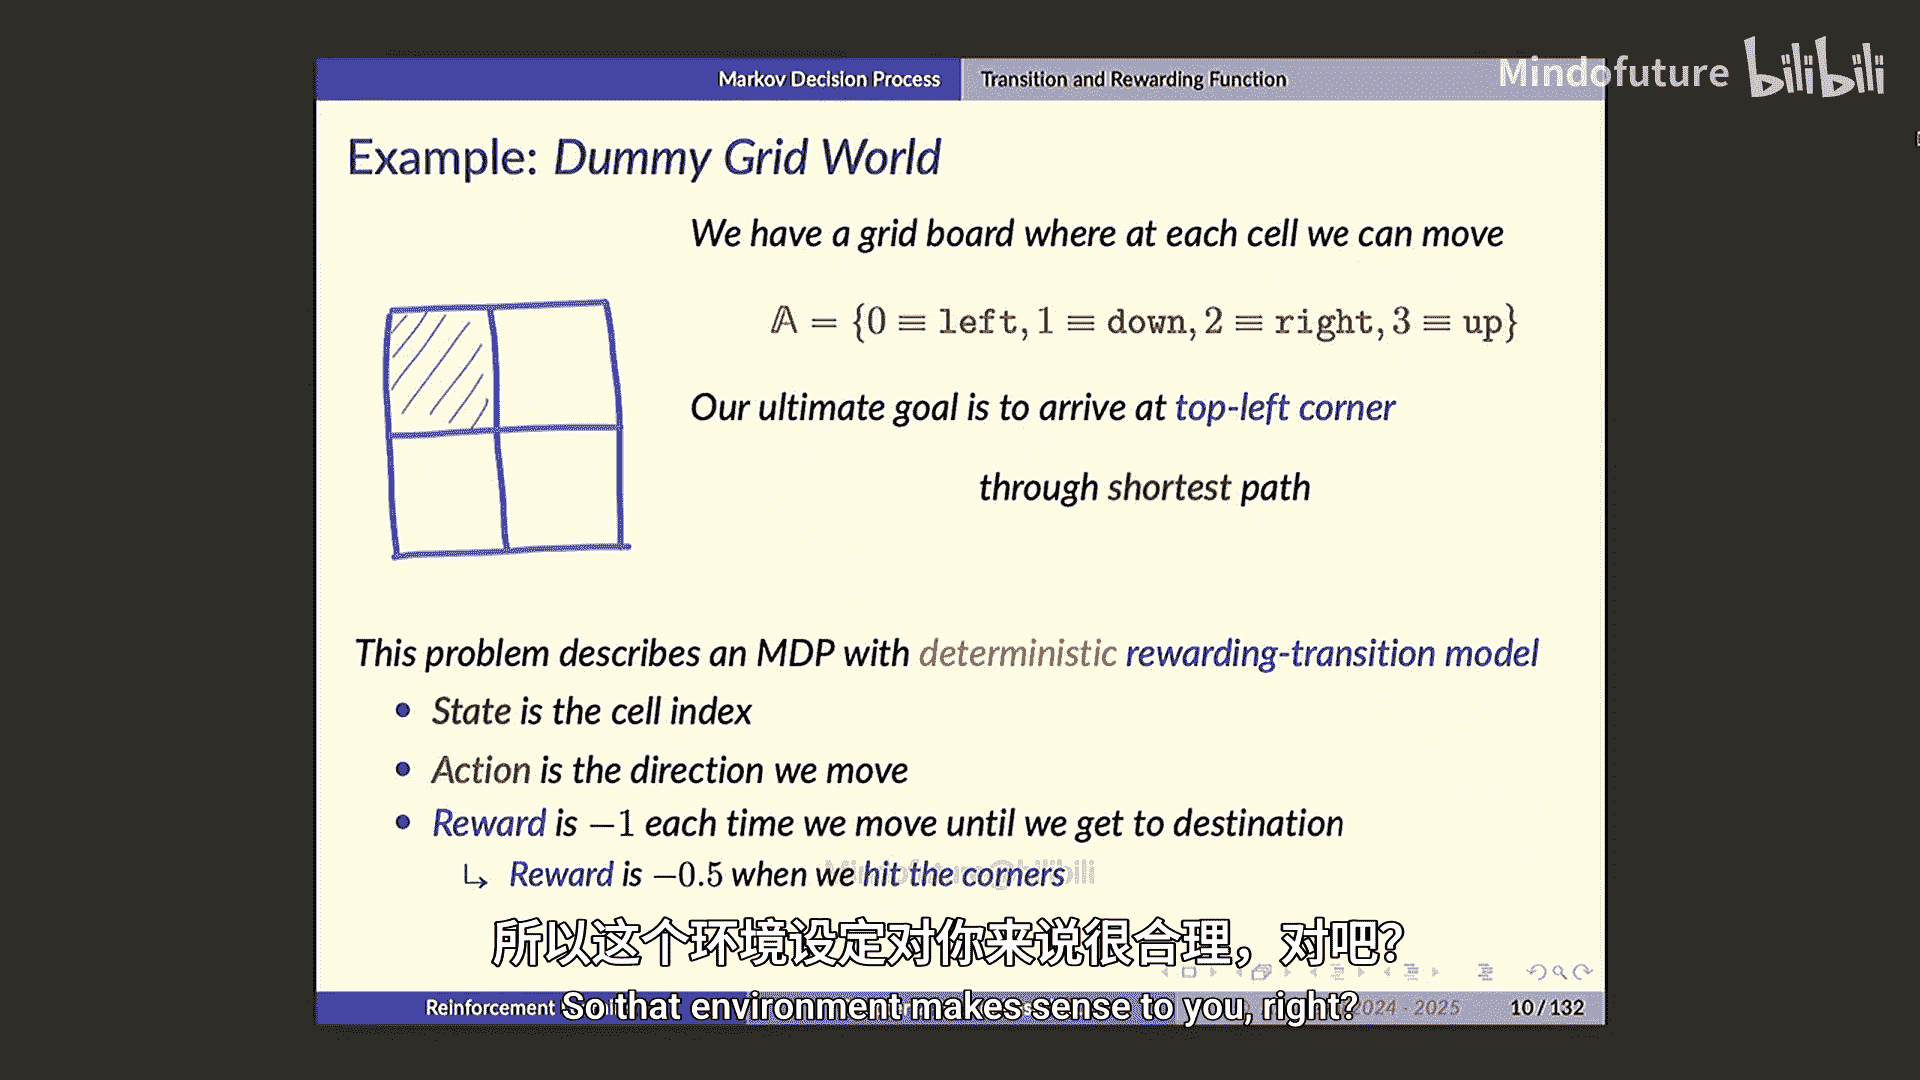 Markov Decision Process
Transition and Rewarding Function
Mindofuture bilibili
Example: Dummy Grid World
We have a grid board where at each cell we can move
𝔸 = {0 ≡ left, 1 ≡ down, 2 ≡ right, 3 ≡ up}
Our ultimate goal is to arrive at top-left corner
through shortest path
This problem describes an MDP with deterministic rewarding-transition model
• State is the cell index
• Action is the direction we move
• Reward is −1 each time we move until we get to destination
↳ Reward is −0.5 when we hit the corners
Mindofuture@bilibili
所以这个环境设定对你来说很合理，对吧？
So that environment makes sense to you, right?
Reinforcement
2024 - 2025
10 / 132